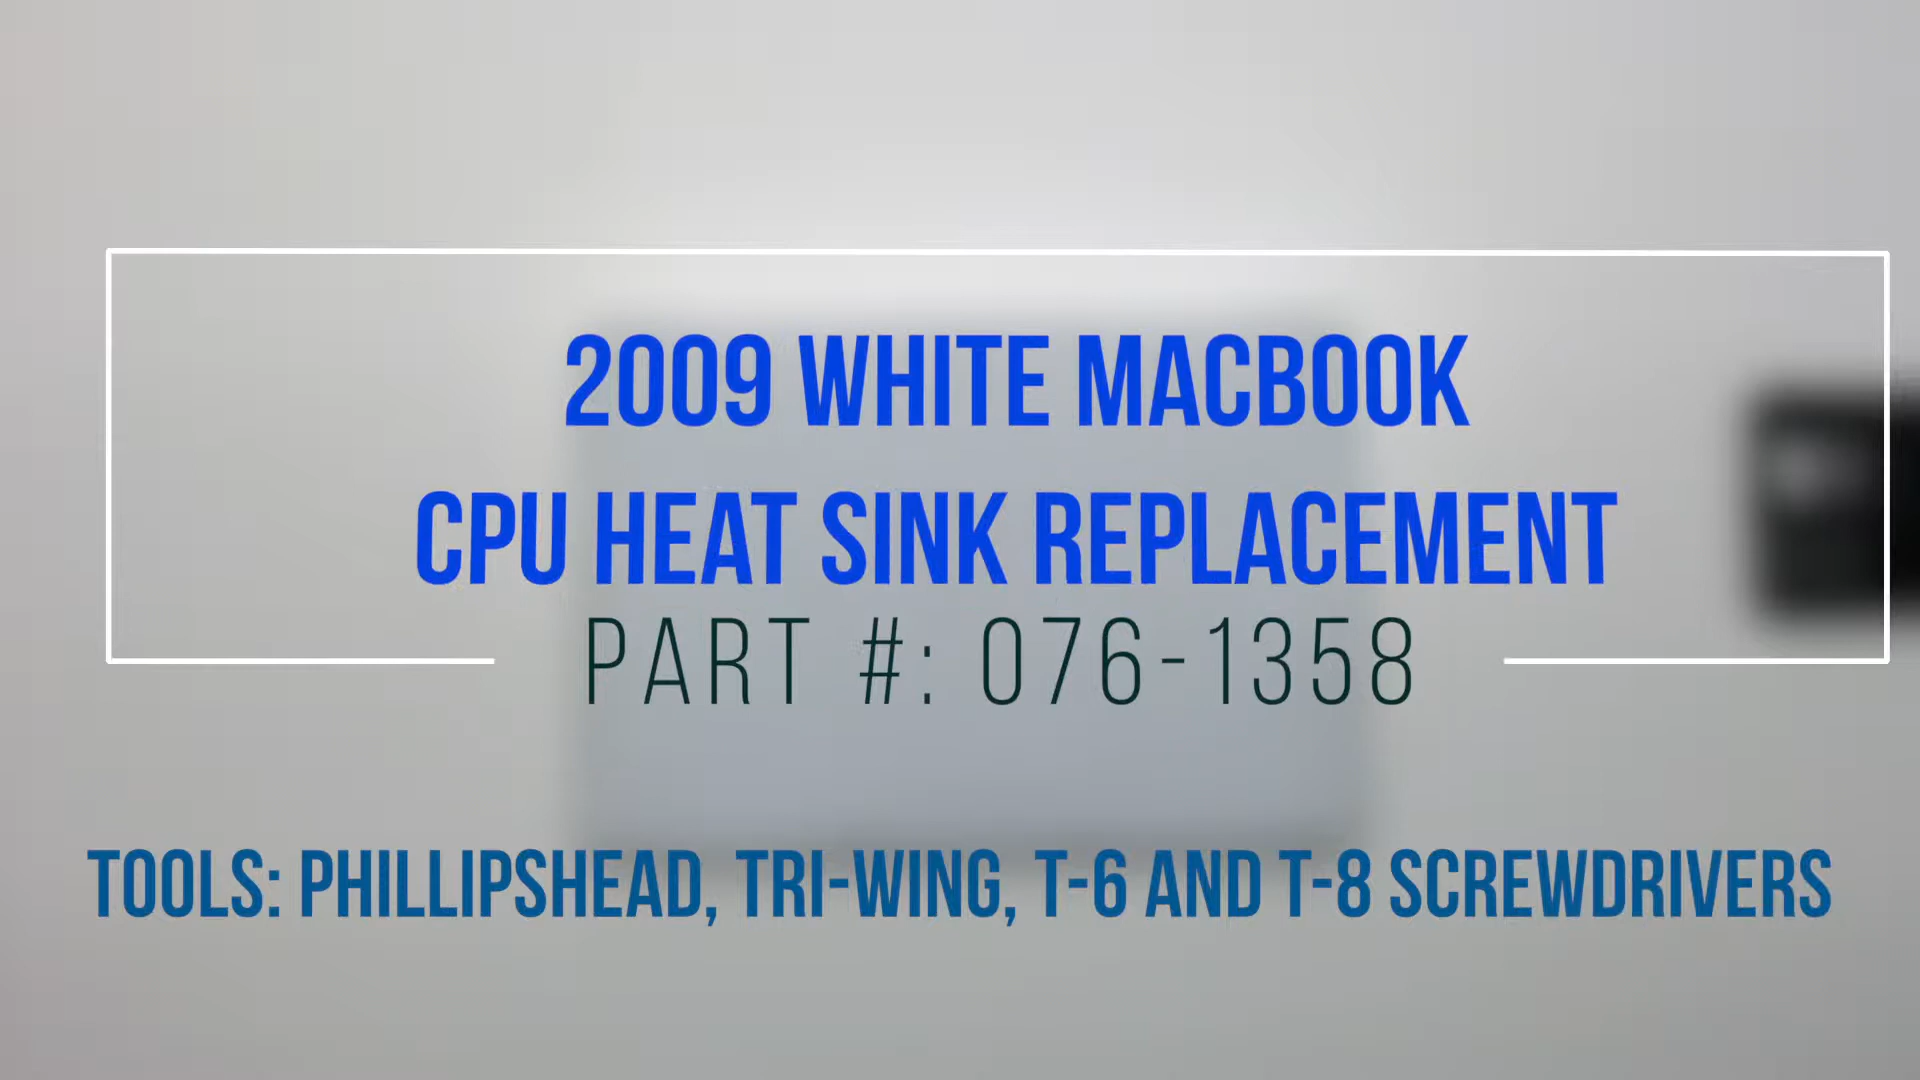 2009 WHITE MACBOOK
CPU HEAT SINK REPLACEMENT
PART #: 076-1358
TOOLS: PHILLIPSHEAD, TRI-WING, T-6 AND T-8 SCREWDRIVERS